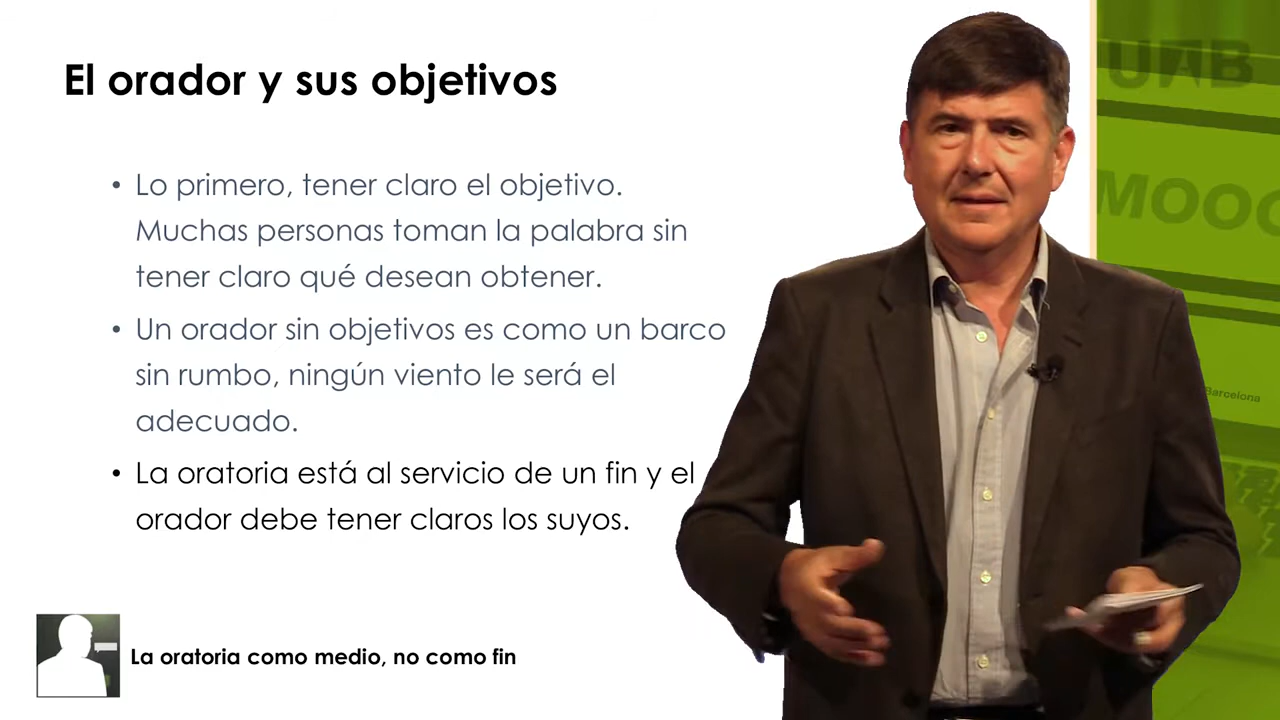 El orador y sus objetivos
• Lo primero, tener claro el objetivo.
Muchas personas toman la palabra sin
tener claro qué desean obtener.
• Un orador sin objetivos es como un barco
sin rumbo, ningún viento le será el
adecuado.
• La oratoria está al servicio de un fin y el
orador debe tener claros los suyos.
La oratoria como medio, no como fin
UAB
MOOC
Barcelona